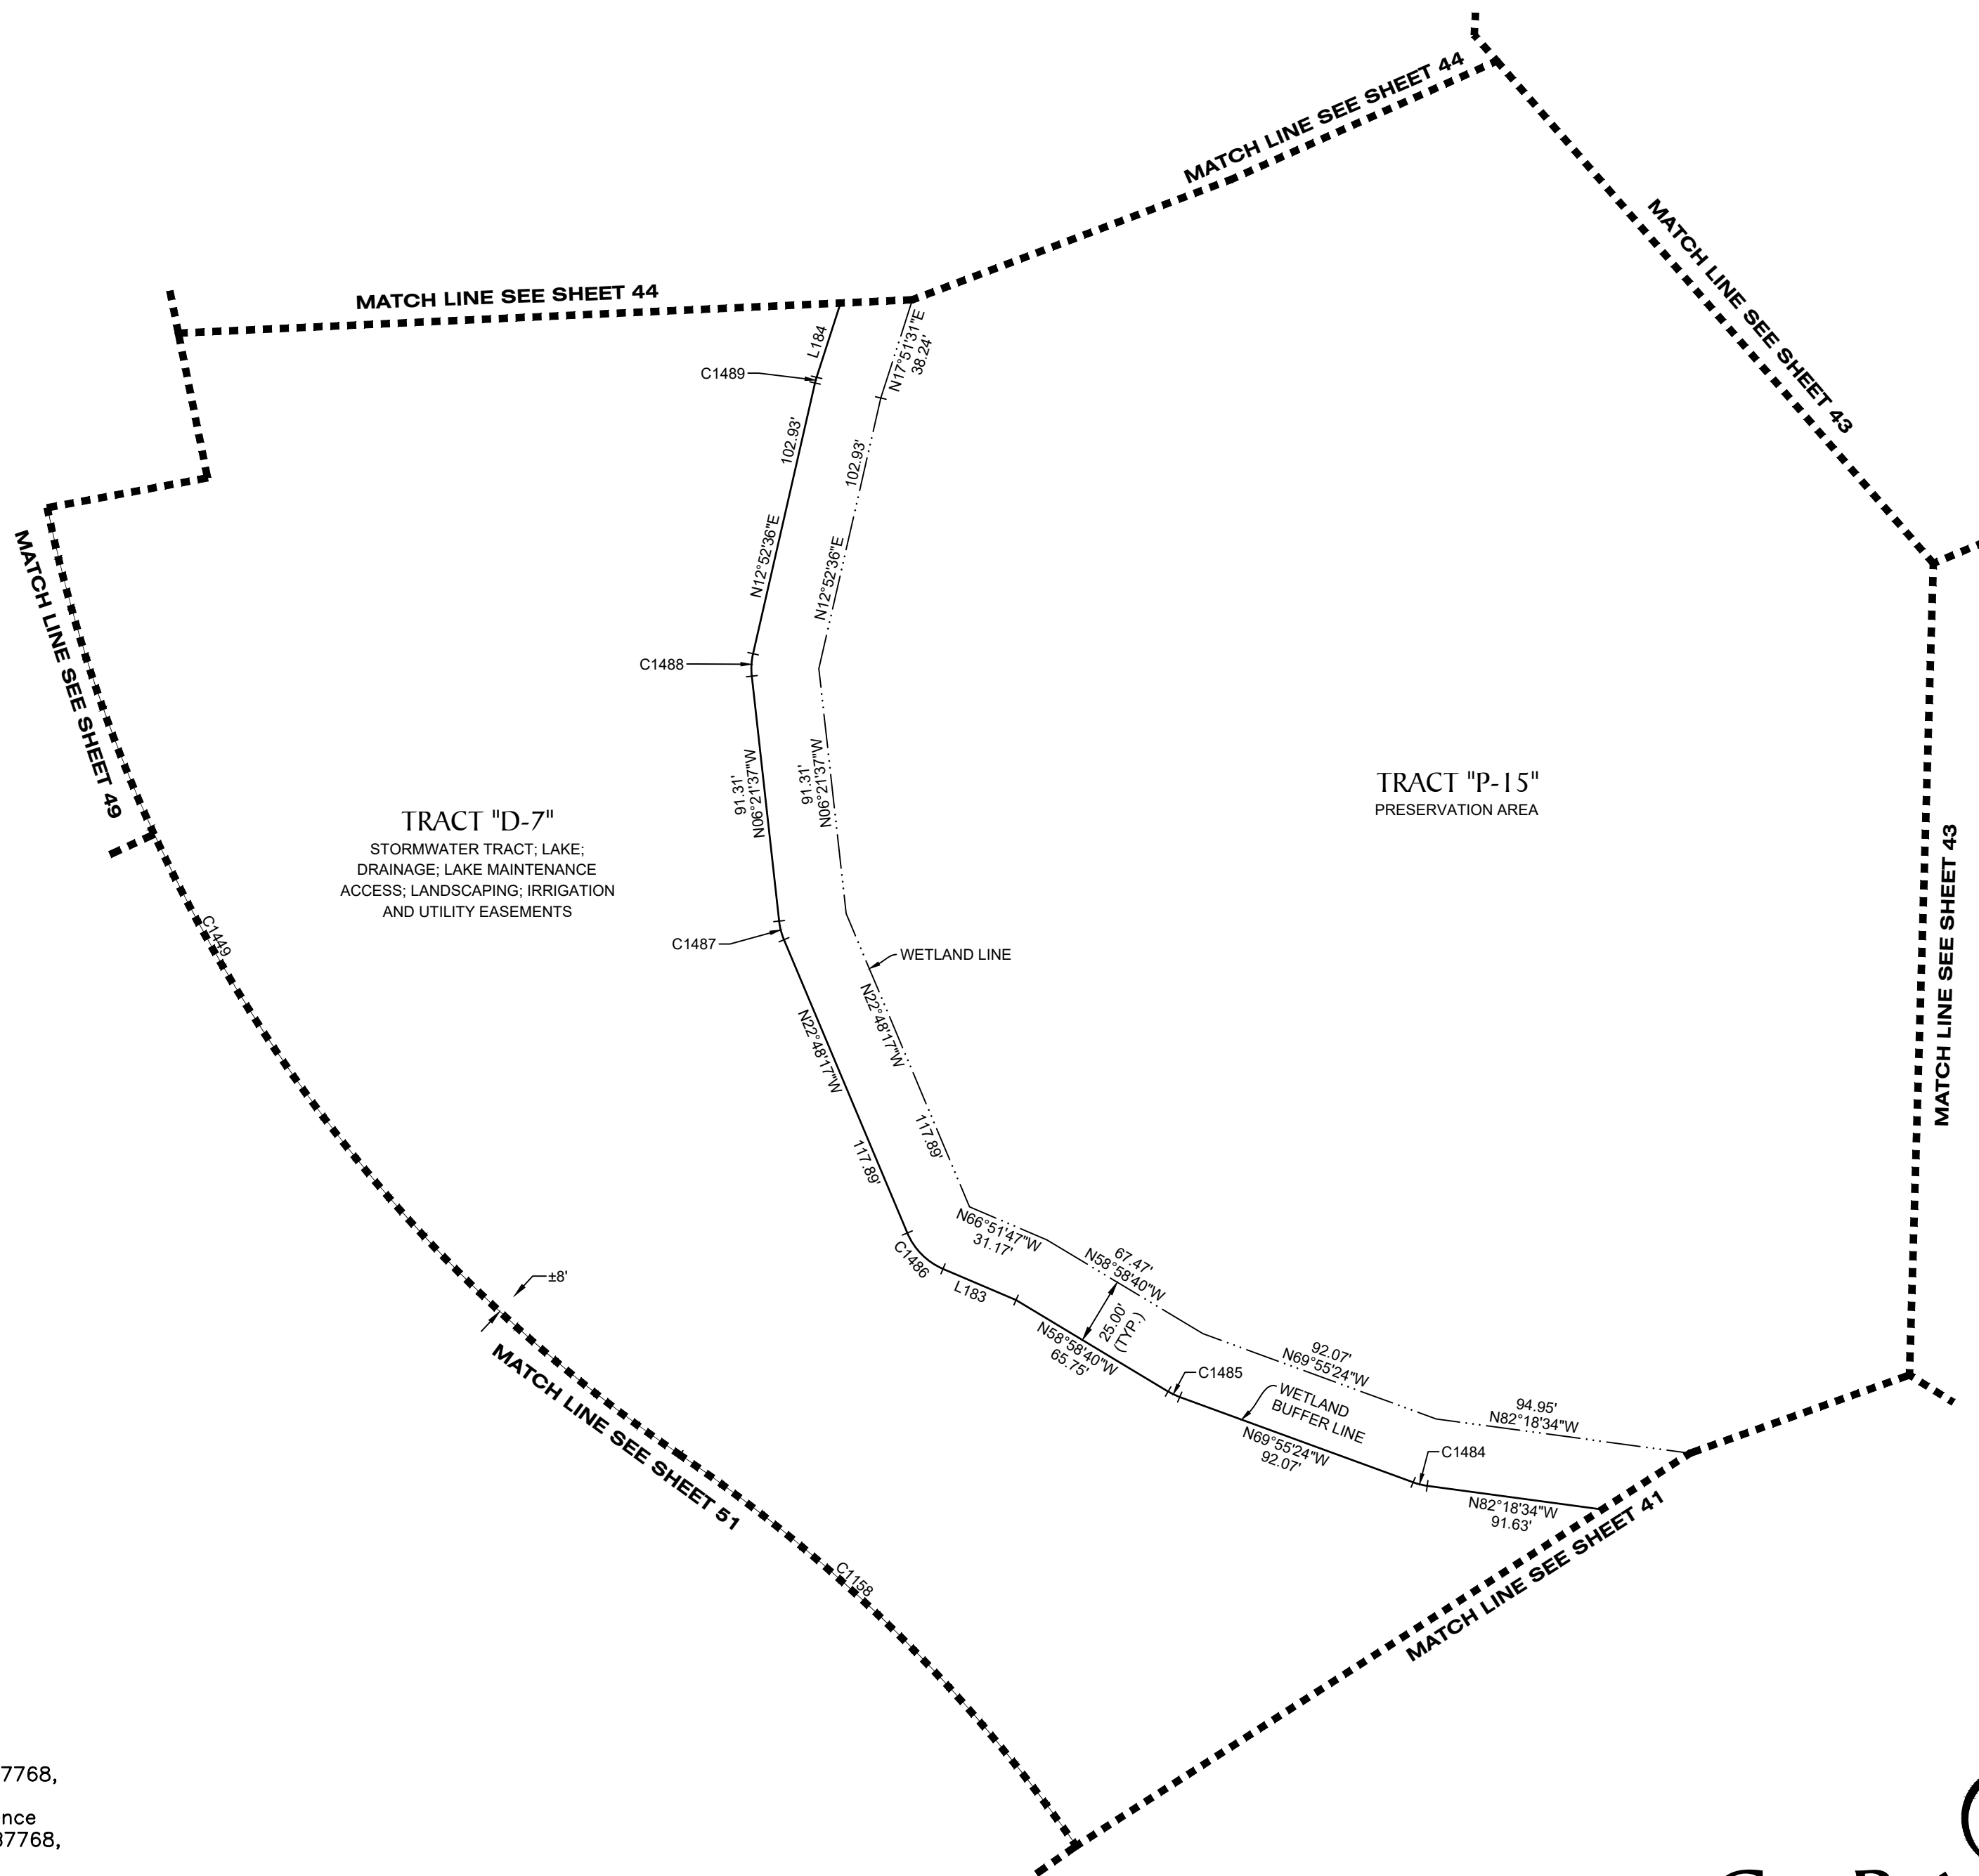 MATCH LINE SEE SHEET 44
MATCH LINE SEE SHEET 44
MATCH LINE SEE SHEET 43
L184
N17°51'31"E
38.24'
C1489
102.93'
102.93'
N12°52'36"E
N12°52'36"E
MATCH LINE SEE SHEET 49
C1488
91.31'
N06°21'37"W
91.31'
N06°21'37"W
TRACT "P-15"
PRESERVATION AREA
TRACT "D-7"
STORMWATER TRACT; LAKE;
DRAINAGE; LAKE MAINTENANCE
ACCESS; LANDSCAPING; IRRIGATION
AND UTILITY EASEMENTS
MATCH LINE SEE SHEET 43
C1449
C1487
WETLAND LINE
N22°48'17"W
N22°48'17"W
117.89'
117.89'
N66°51'47"W
31.17'
C1486
L183
67.47'
N58°58'40"W
25.00'
(TYP.)
±8'
N58°58'40"W
65.75'
92.07'
N69°55'24"W
C1485
WETLAND
BUFFER LINE
94.95'
N82°18'34"W
N69°55'24"W
92.07'
C1484
N82°18'34"W
91.63'
MATCH LINE SEE SHEET 51
MATCH LINE SEE SHEET 41
C1158
7768,
nce
37768,